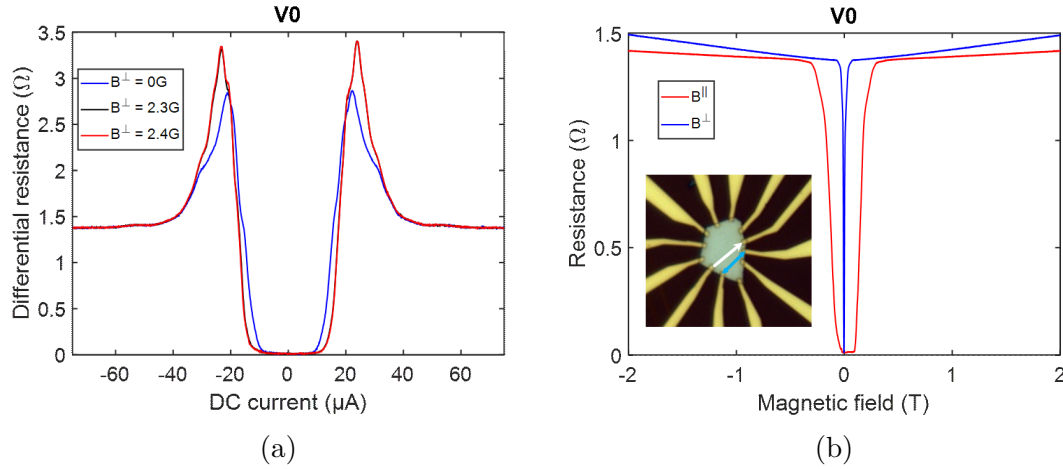 V0
Differential resistance (Ω)
3.5
3
2.5
2
1.5
1
0.5
0
B⊥ = 0G
B⊥ = 2.3G
B⊥ = 2.4G
-60
-40
-20
0
20
40
60
DC current (μA)
(a)
V0
Resistance (Ω)
1.5
1
0.5
0
B||
B⊥
-2
-1
0
1
2
Magnetic field (T)
(b)